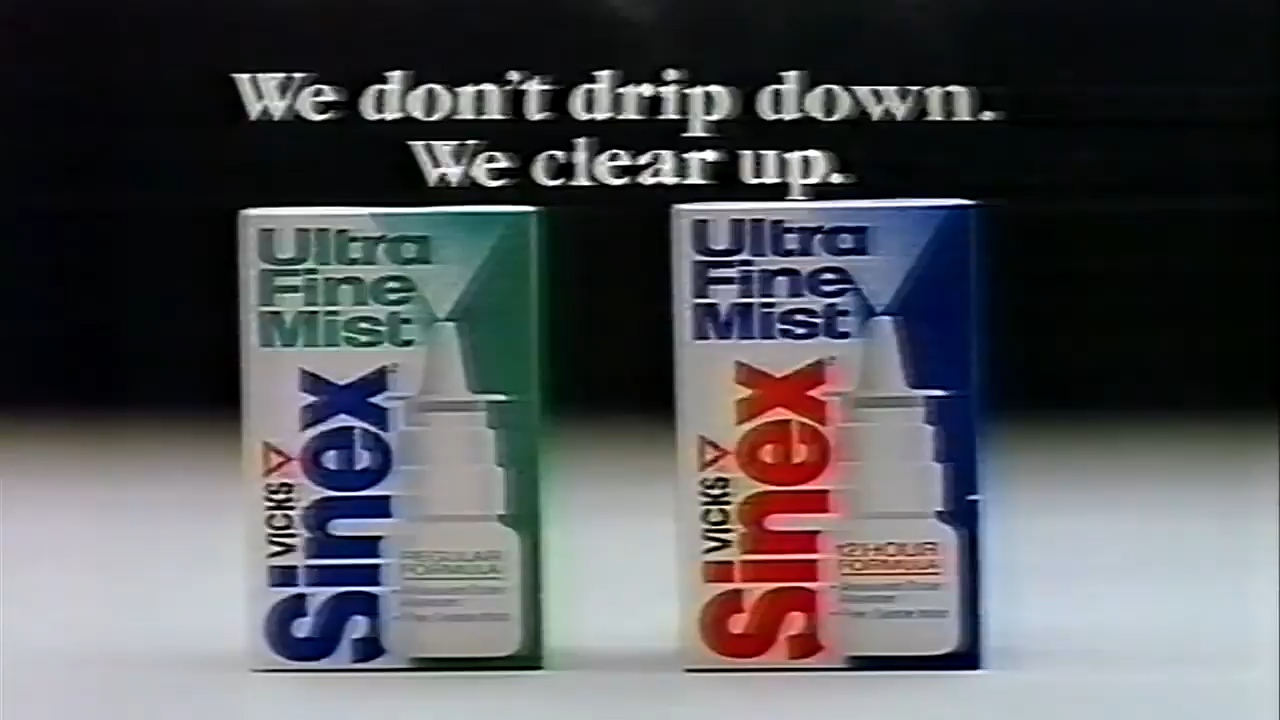 We don't drip down.
We clear up.
Ultra
Fine
Mist
VICKS
Sinex
REGULAR
FORMULA
Ultra
Fine
Mist
VICKS
Sinex
12 HOUR
FORMULA